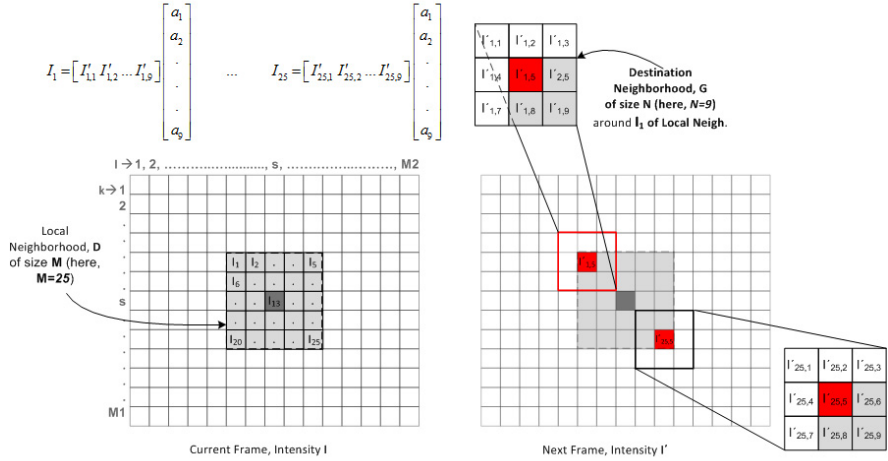 I₁ = [I′₁,₁ I′₁,₂ ... I′₁,₉] [a₁ a₂ . . . a₉] ... I₂₅ = [I′₂₅,₁ I′₂₅,₂ ... I′₂₅,₉] [a₁ a₂ . . . a₉]
I′₁,₁ I′₁,₂ I′₁,₃
I′₁,₄ I′₁,₅ I′₂,₅
I′₁,₇ I′₁,₈ I′₁,₉
Destination
Neighborhood, G
of size N (here, N=9)
around I₁ of Local Neigh.
l → 1, 2, ......................, s, ........................, M2
k→1
2
.
.
.
.
s
.
.
.
.
.
M1
Local
Neighborhood, D
of size M (here,
M=25)
I₁ I₂ . . I₅
I₆ . . . .
. . I₁₃ . .
. . . . .
I₂₀ . . . I₂₅
Current Frame, Intensity I
I′₁,₅
I′₂₅,₅
Next Frame, Intensity I′
I′₂₅,₁ I′₂₅,₂ I′₂₅,₃
I′₂₅,₄ I′₂₅,₅ I′₂₅,₆
I′₂₅,₇ I′₂₅,₈ I′₂₅,₉